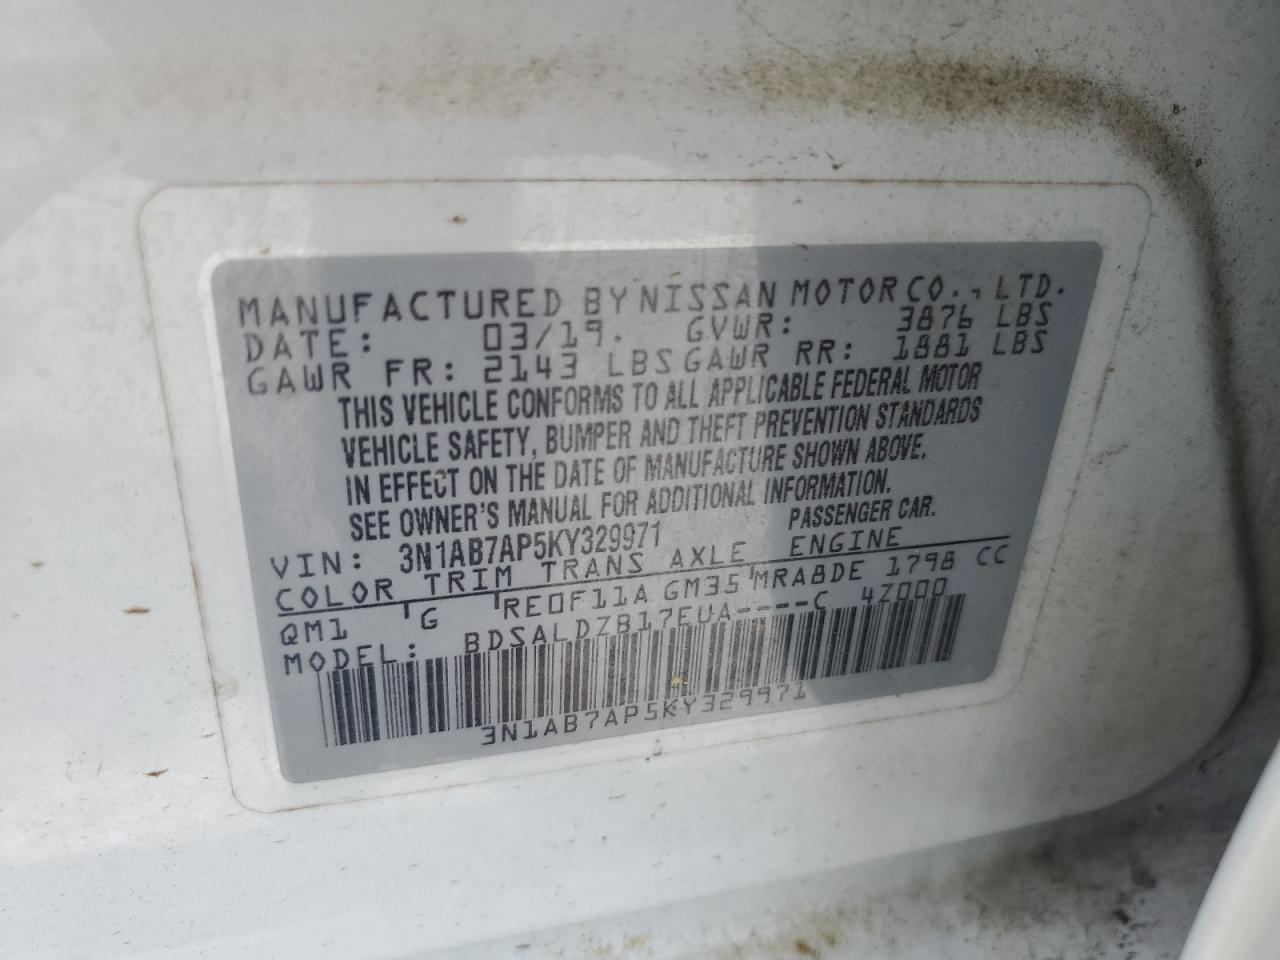 MANUFACTURED BY NISSAN MOTOR CO., LTD.
DATE: 03/19. GVWR: 3876 LBS
GAWR FR: 2143 LBS GAWR RR: 1881 LBS
THIS VEHICLE CONFORMS TO ALL APPLICABLE FEDERAL MOTOR
VEHICLE SAFETY, BUMPER AND THEFT PREVENTION STANDARDS
IN EFFECT ON THE DATE OF MANUFACTURE SHOWN ABOVE.
SEE OWNER'S MANUAL FOR ADDITIONAL INFORMATION.
VIN: 3N1AB7AP5KY329971 PASSENGER CAR.
COLOR TRIM TRANS AXLE ENGINE
QM1 G RE0F11A GM35 MRA8DE 1798 CC
MODEL: BDSALDZB17EUA----C 4Z000
3N1AB7AP5KY329971